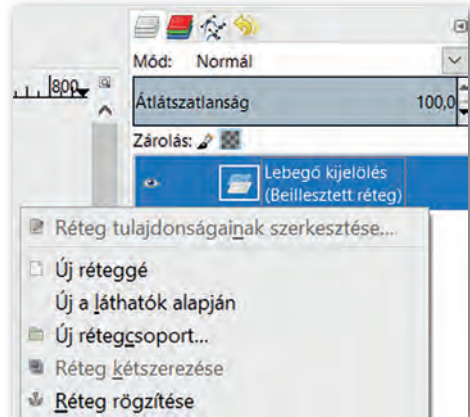 Mód: Normál
800
Átlátszatlanság 100,0
Zárolás:
Lebegő kijelölés
(Beillesztett réteg)
Réteg tulajdonságainak szerkesztése...
Új réteggé
Új a láthatók alapján
Új rétegcsoport...
Réteg kétszerezése
Réteg rögzítése